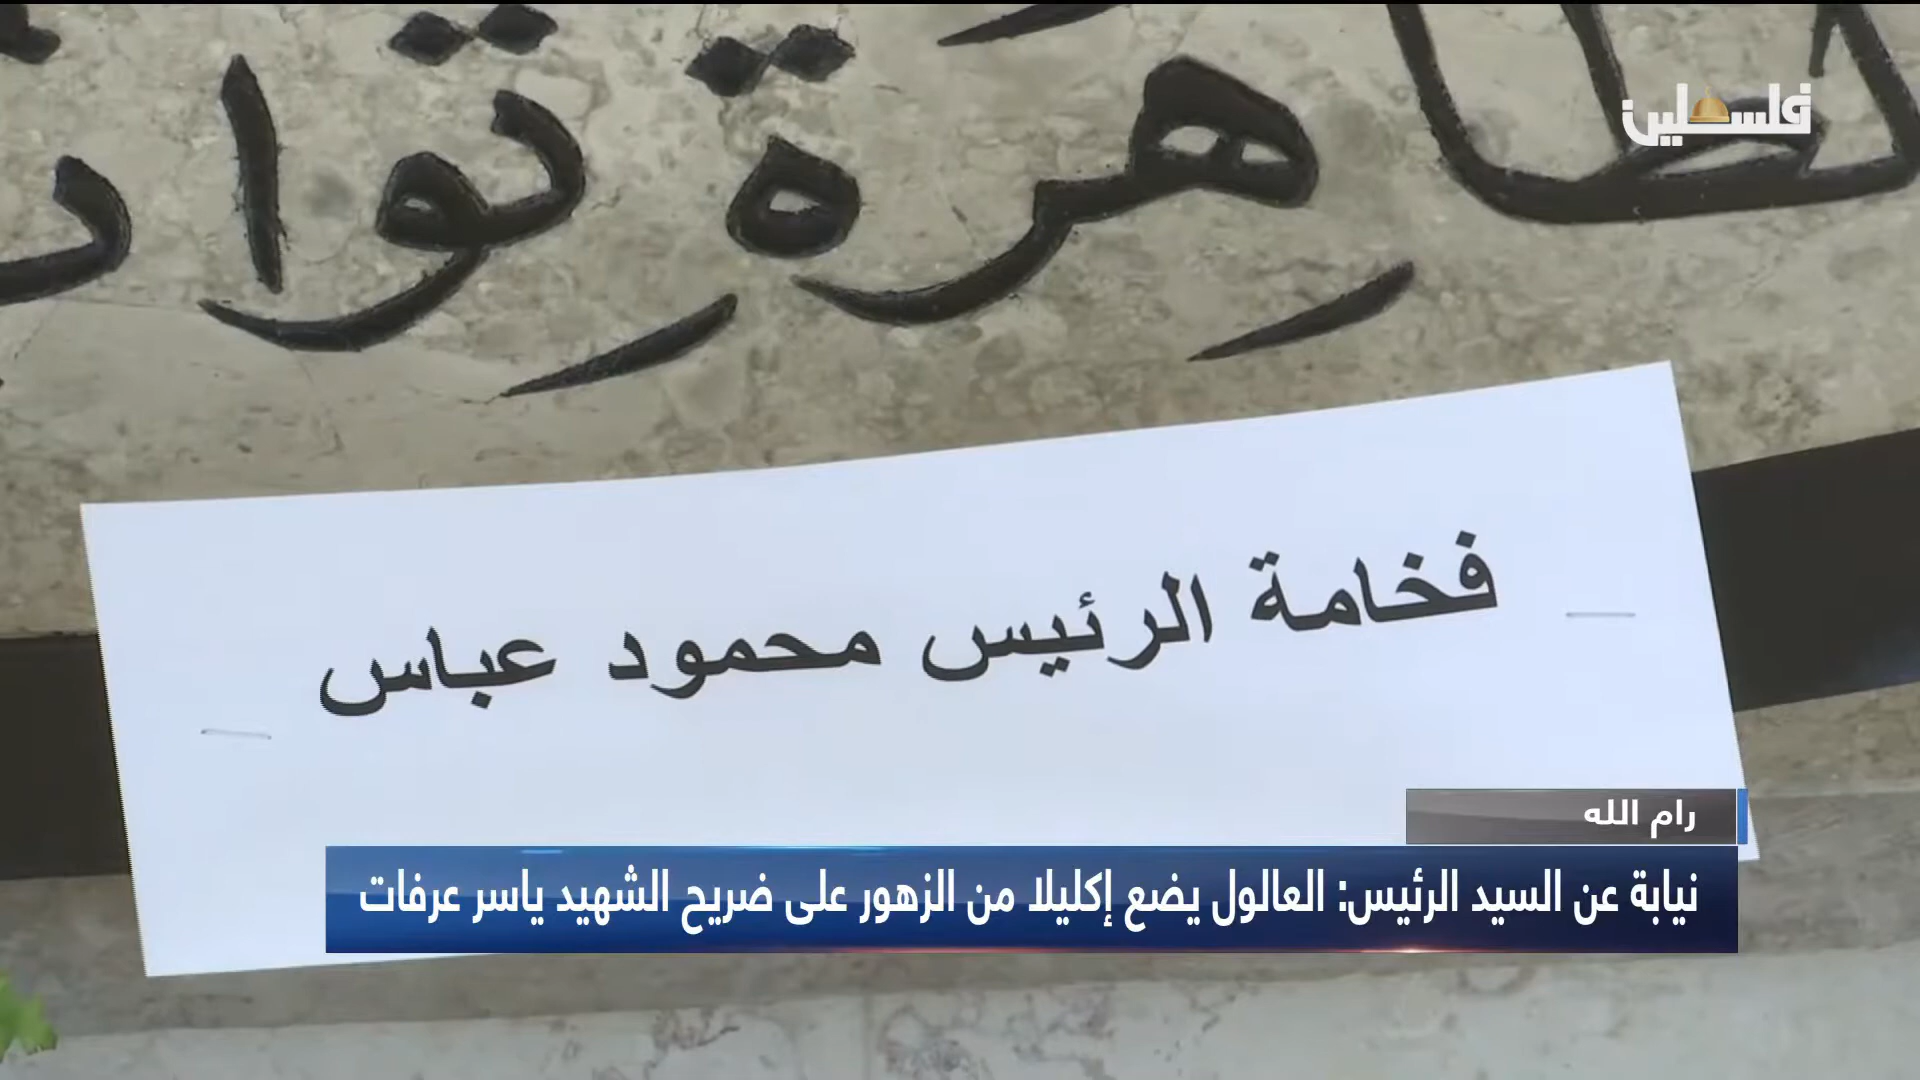 لطاهرة
فلسطين
فخامة الرئيس محمود عباس
رام الله
نيابة عن السيد الرئيس: العالول يضع إكليلا من الزهور على ضريح الشهيد ياسر عرفات